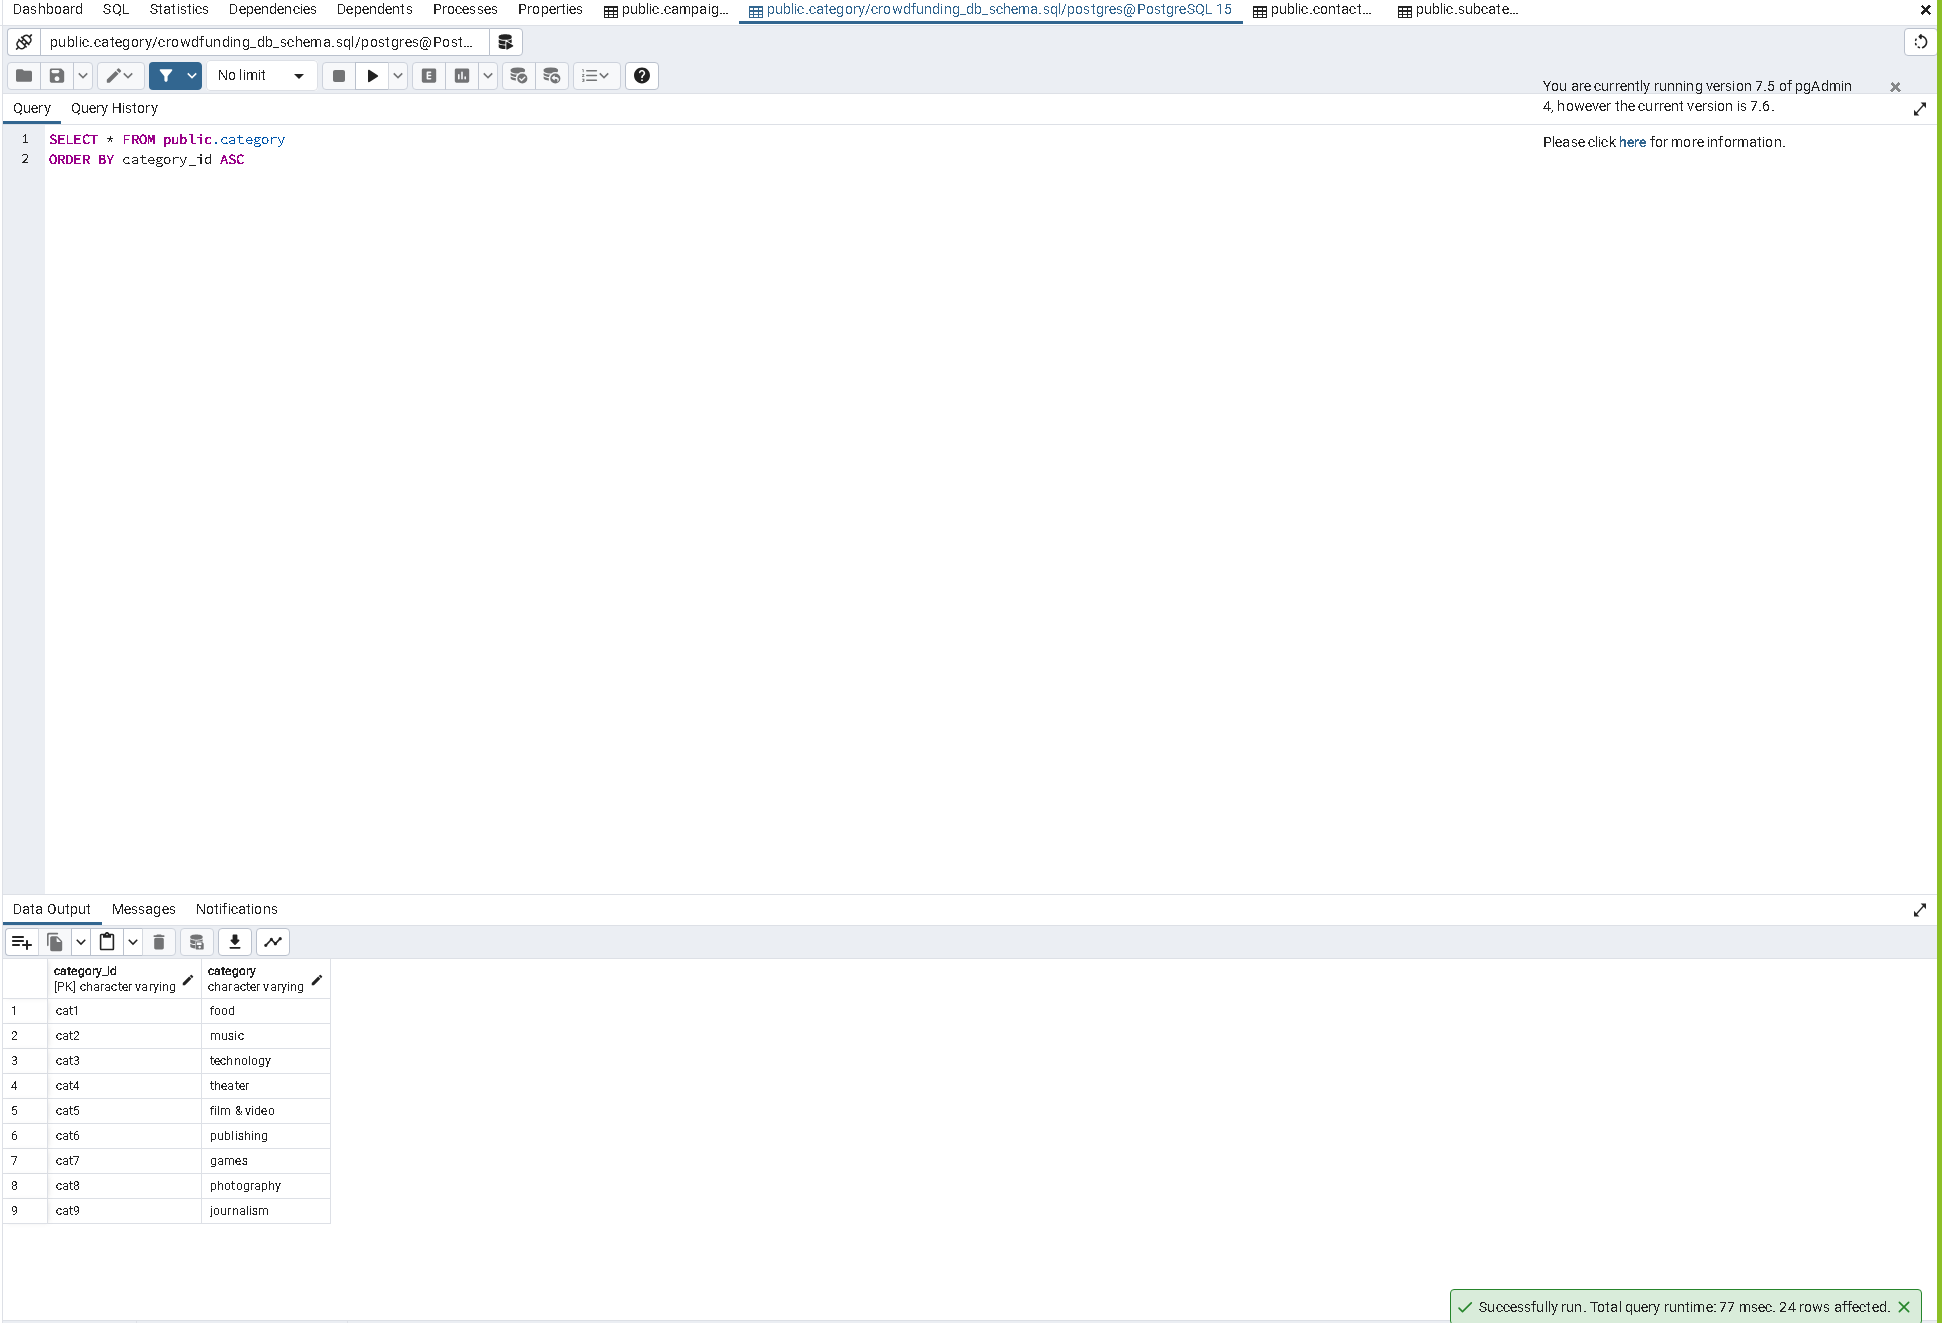 Dashboard SQL Statistics Dependencies Dependents Processes Properties public.campaig... public.category/crowdfunding_db_schema.sql/postgres@PostgreSQL 15 public.contact... public.subcate...
public.category/crowdfunding_db_schema.sql/postgres@Post...
No limit
E
You are currently running version 7.5 of pgAdmin
4, however the current version is 7.6.
Please click here for more information.
Query Query History
1 SELECT * FROM public.category
2 ORDER BY category_id ASC
Data Output Messages Notifications
category_id category
[PK] character varying character varying
1 cat1 food
2 cat2 music
3 cat3 technology
4 cat4 theater
5 cat5 film & video
6 cat6 publishing
7 cat7 games
8 cat8 photography
9 cat9 journalism
Successfully run. Total query runtime: 77 msec. 24 rows affected.